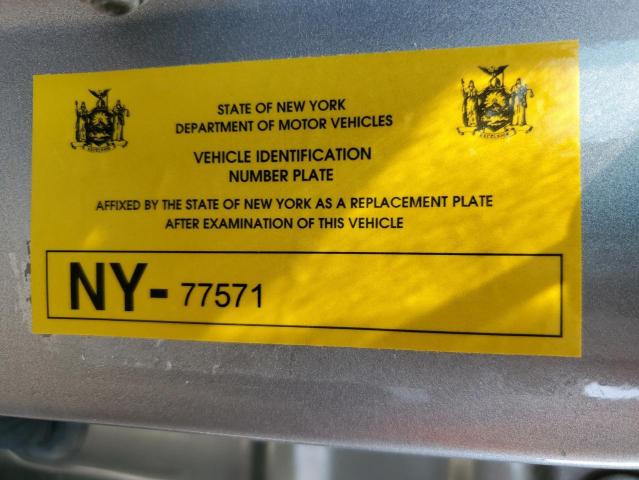 STATE OF NEW YORK
DEPARTMENT OF MOTOR VEHICLES
VEHICLE IDENTIFICATION
NUMBER PLATE
AFFIXED BY THE STATE OF NEW YORK AS A REPLACEMENT PLATE
AFTER EXAMINATION OF THIS VEHICLE
NY- 77571